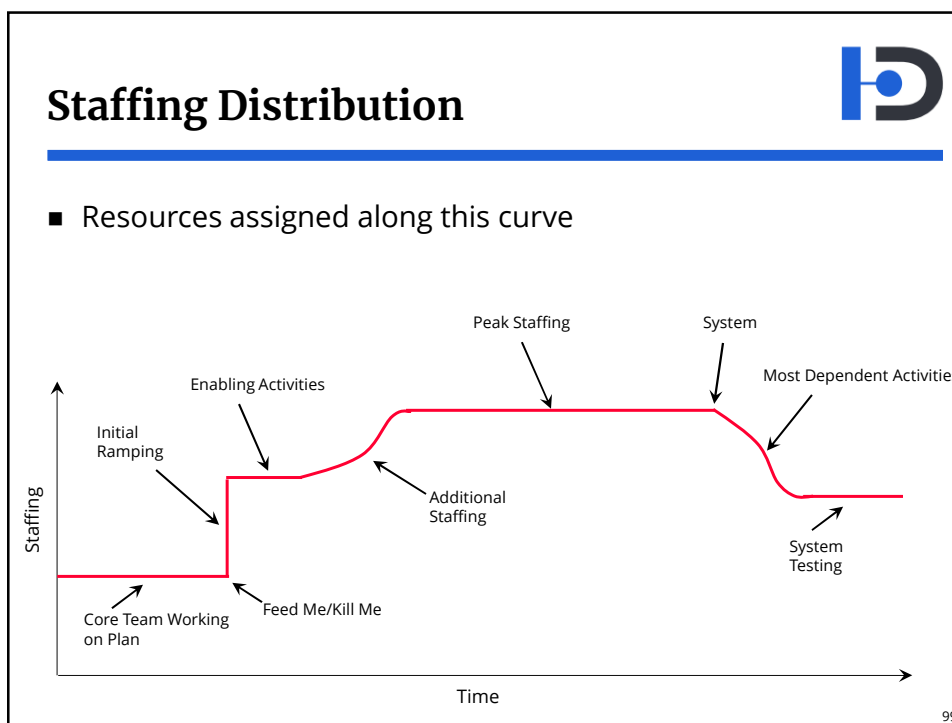 Staffing Distribution
■ Resources assigned along this curve
Peak Staffing
System
Most Dependent Activitie
Enabling Activities
Initial
Ramping
Additional
Staffing
Staffing
System
Testing
Feed Me/Kill Me
Core Team Working
on Plan
Time
99